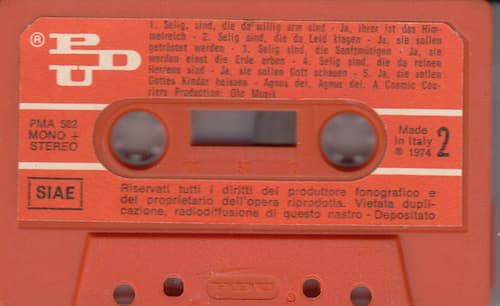 1. Selig, sind, die da willig arm sind - Ja, ihrer ist das Him-
melreich - 2. Selig sind, die da Leid klagen - Ja, sie sollen
getröstet werden - 3. Selig sind die Sanftmütigen - Ja, sie
werden einst die Erde erben - 4. Selig sind, die da reinen
Herzens sind - Ja, sie sollen Gott schauen - 5. Ja, sie sollen
Gottes Kinder heissen - Agnus dei, Agnus dei. A Cosmic Cou-
riers Production: Ohr Musik
® PDU
PMA 502
MONO +
STEREO
Made
in Italy
℗ 1974
2
SIAE
Riservati tutti i diritti del produttore fonografico e
del proprietario dell'opera riprodotta. Vietata dupli-
cazione, radiodiffusione di questo nastro - Depositato